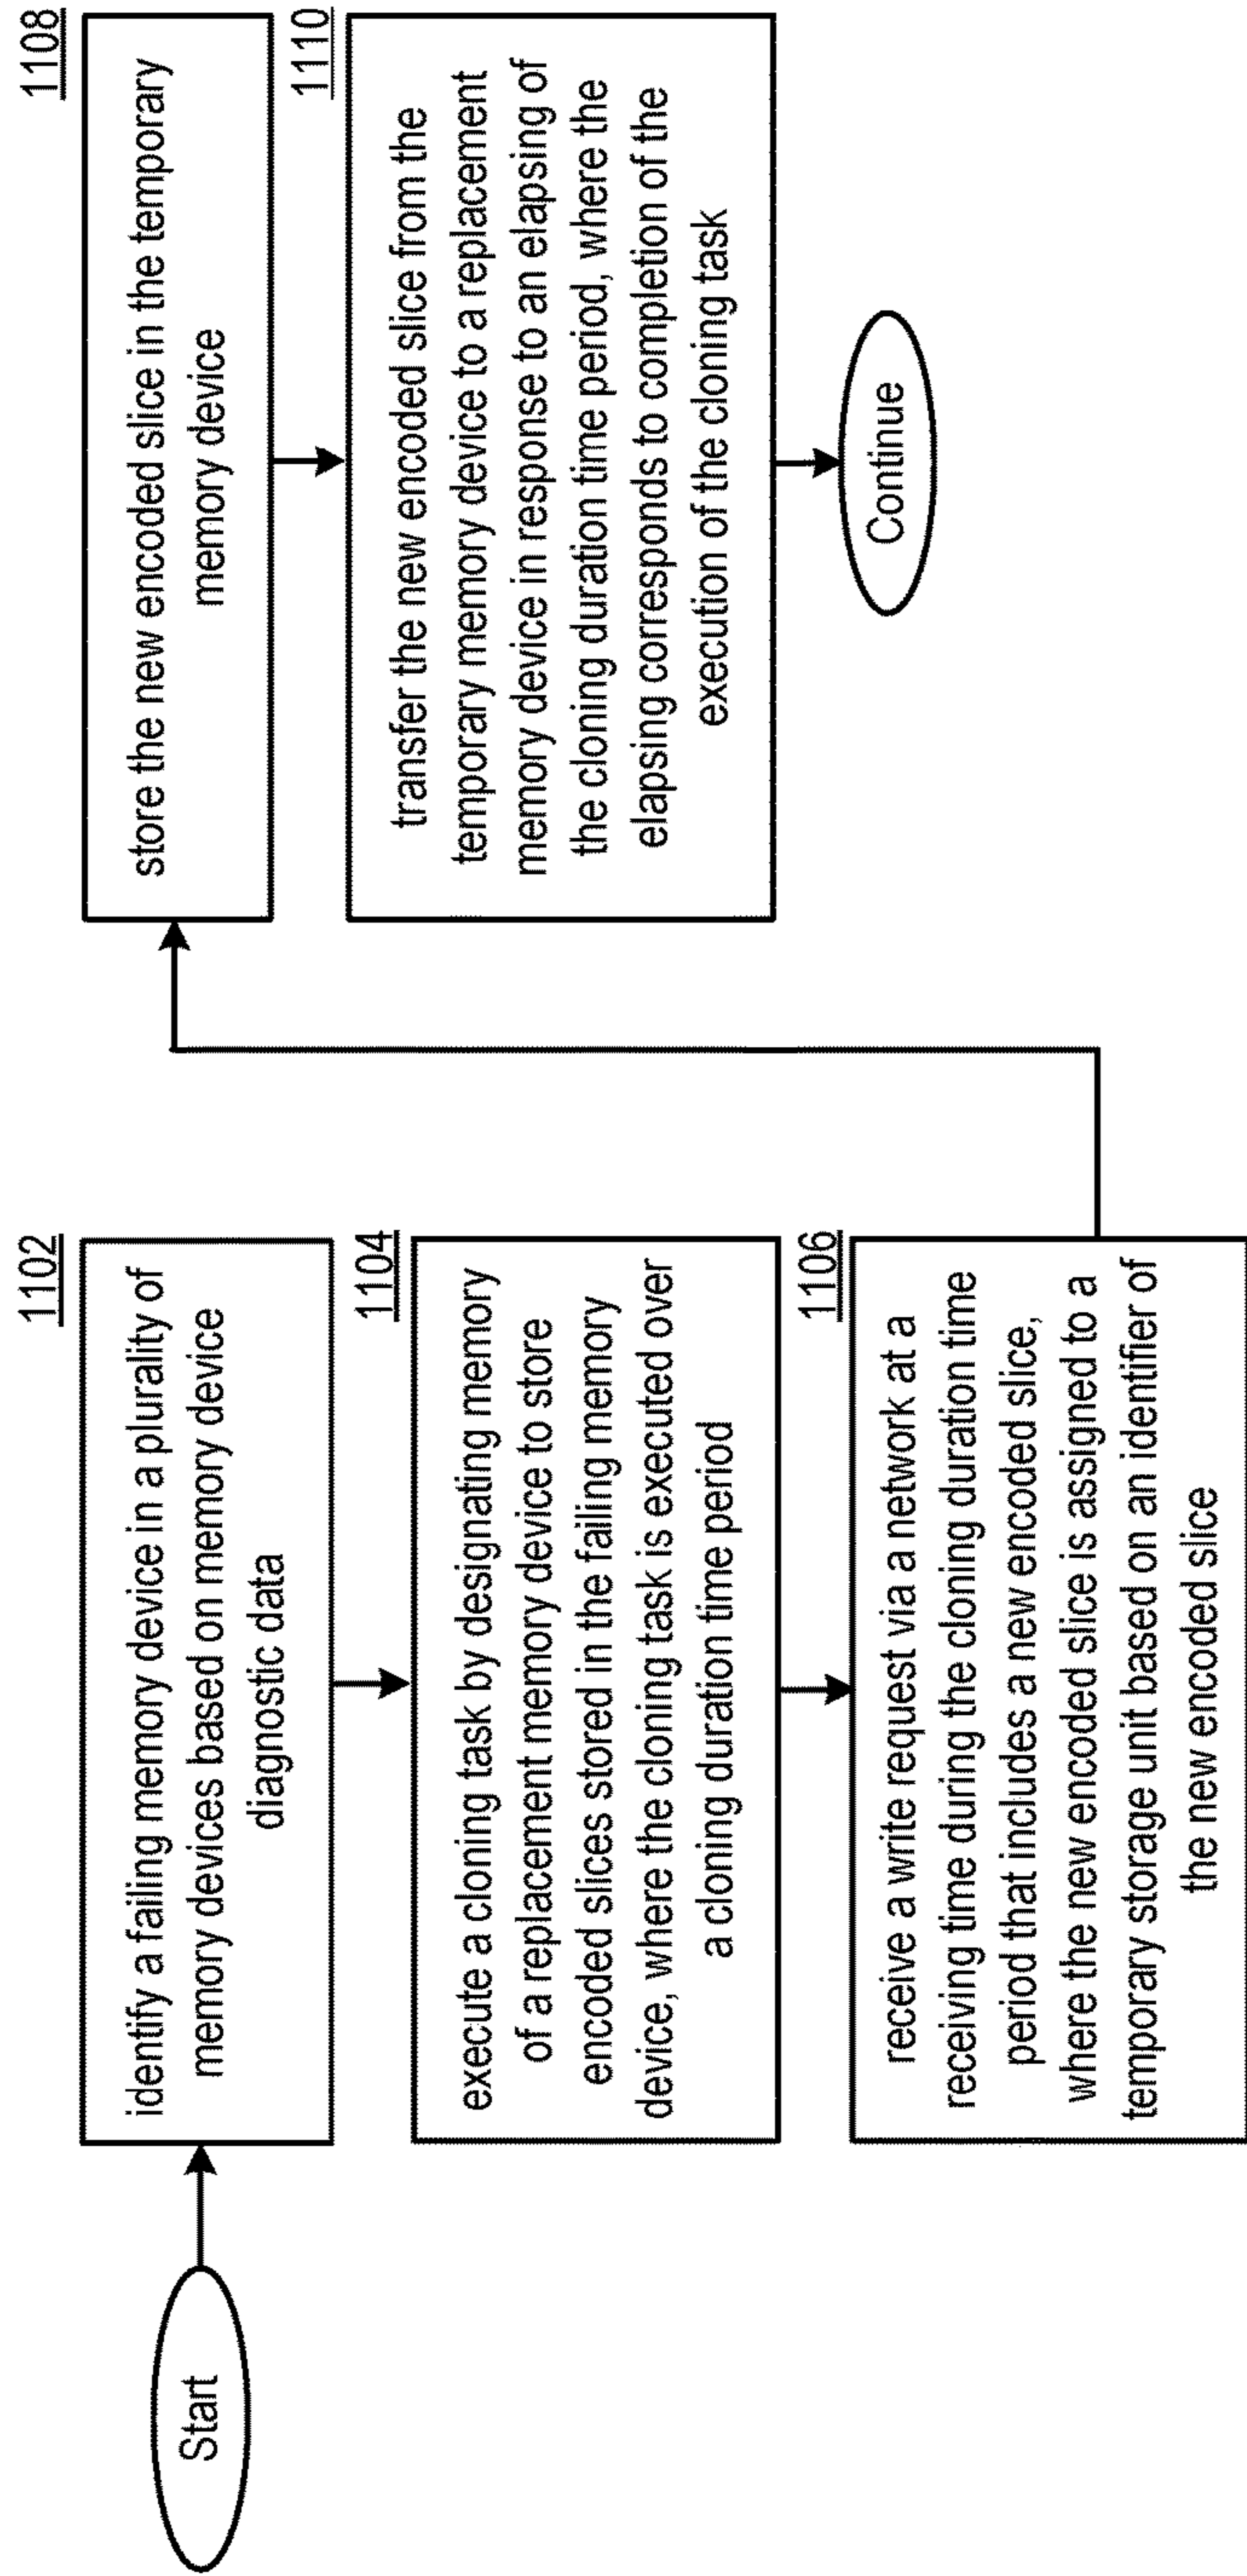 Start
1102
identify a failing memory device in a plurality of
memory devices based on memory device
diagnostic data
1104
execute a cloning task by designating memory
of a replacement memory device to store
encoded slices stored in the failing memory
device, where the cloning task is executed over
a cloning duration time period
1106
receive a write request via a network at a
receiving time during the cloning duration time
period that includes a new encoded slice,
where the new encoded slice is assigned to a
temporary storage unit based on an identifier of
the new encoded slice
1108
store the new encoded slice in the temporary
memory device
1110
transfer the new encoded slice from the
temporary memory device to a replacement
memory device in response to an elapsing of
the cloning duration time period, where the
elapsing corresponds to completion of the
execution of the cloning task
Continue